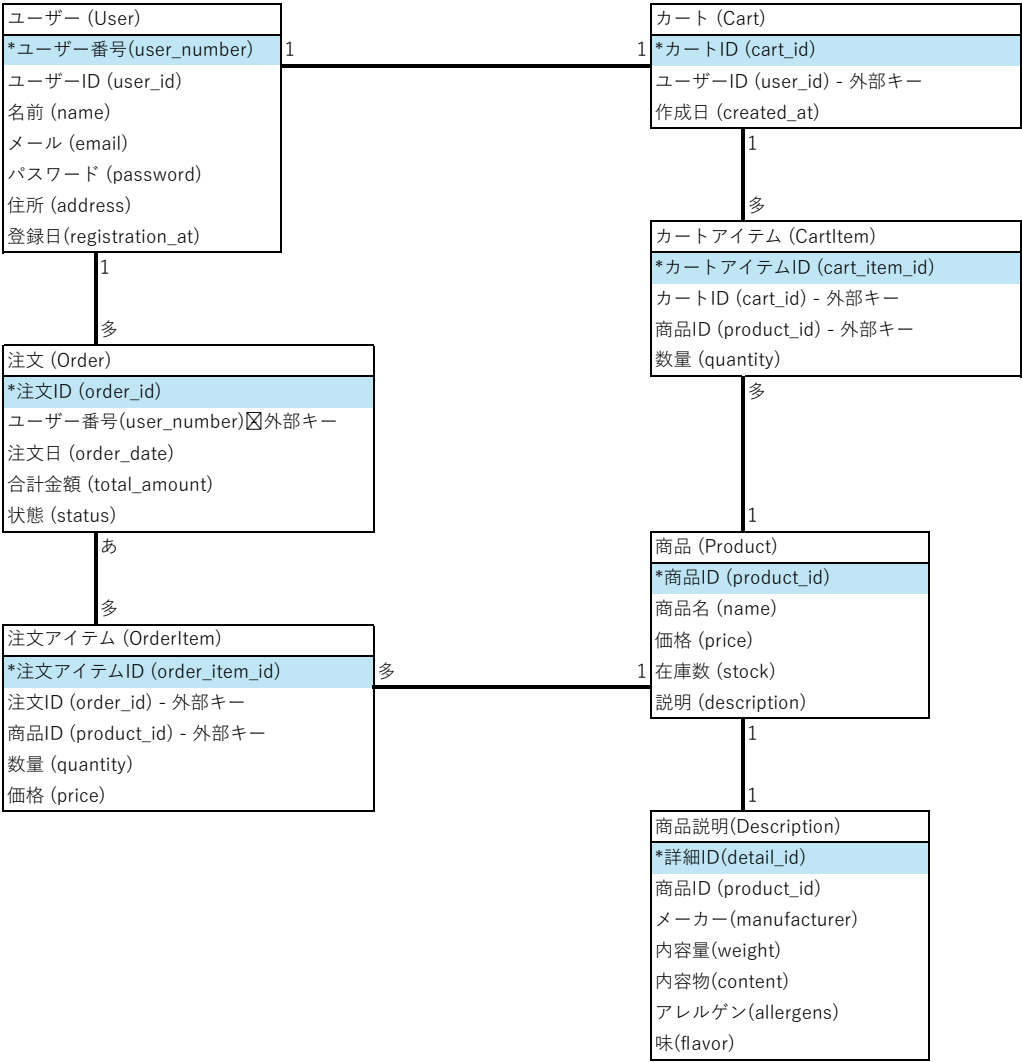 ユーザー (User)
*ユーザー番号(user_number)
ユーザーID (user_id)
名前 (name)
メール (email)
パスワード (password)
住所 (address)
登録日(registration_at)
1
1
カート (Cart)
*カートID (cart_id)
ユーザーID (user_id) - 外部キー
作成日 (created_at)
1
多
カートアイテム (CartItem)
*カートアイテムID (cart_item_id)
カートID (cart_id) - 外部キー
商品ID (product_id) - 外部キー
数量 (quantity)
1
多
注文 (Order)
*注文ID (order_id)
ユーザー番号(user_number)☒外部キー
注文日 (order_date)
合計金額 (total_amount)
状態 (status)
多
1
あ
多
商品 (Product)
*商品ID (product_id)
商品名 (name)
価格 (price)
在庫数 (stock)
説明 (description)
注文アイテム (OrderItem)
*注文アイテムID (order_item_id)
注文ID (order_id) - 外部キー
商品ID (product_id) - 外部キー
数量 (quantity)
価格 (price)
多
1
1
1
商品説明(Description)
*詳細ID(detail_id)
商品ID (product_id)
メーカー(manufacturer)
内容量(weight)
内容物(content)
アレルゲン(allergens)
味(flavor)